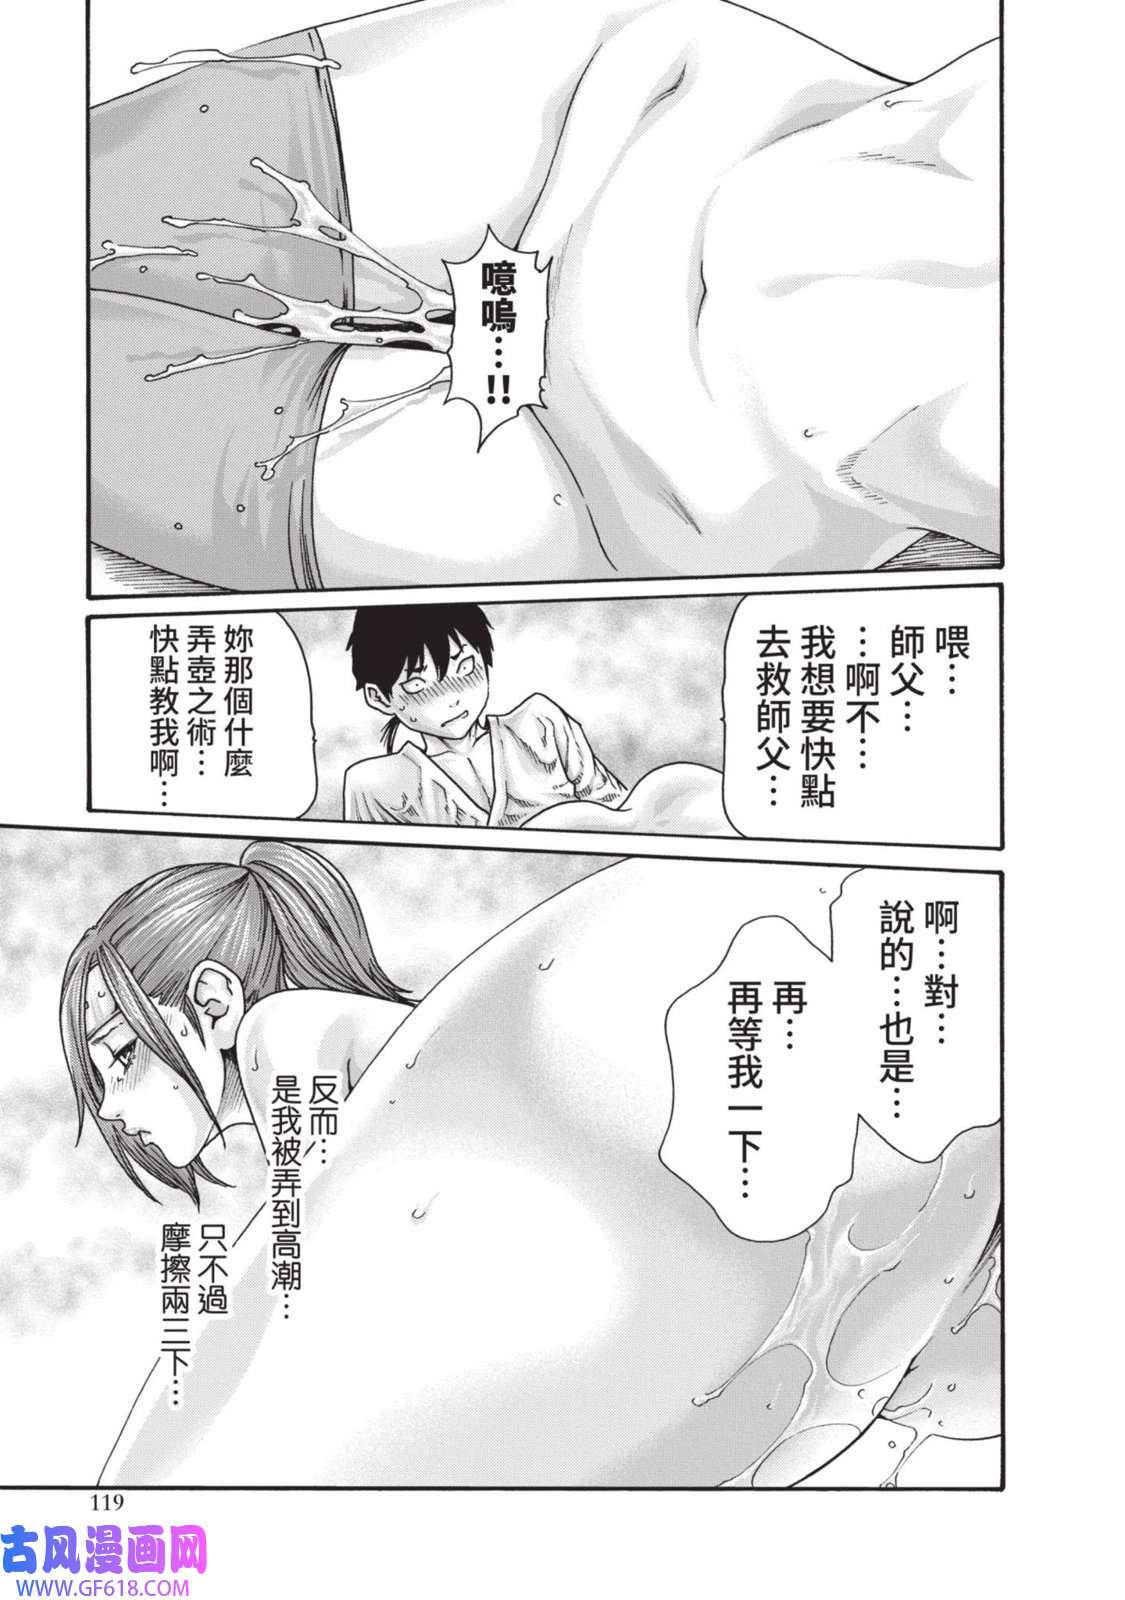 噫嗚…!!
喂…
師父…
…啊不…
我想要快點
去救師父…
妳那個什麼
弄壺之術…
快點教我啊…
啊…對…
說的…也是…
再…
再等我一下…
反而…
是我被弄到高潮…
只不過
摩擦兩三下…
119
古风漫画网
WWW.GF618.COM